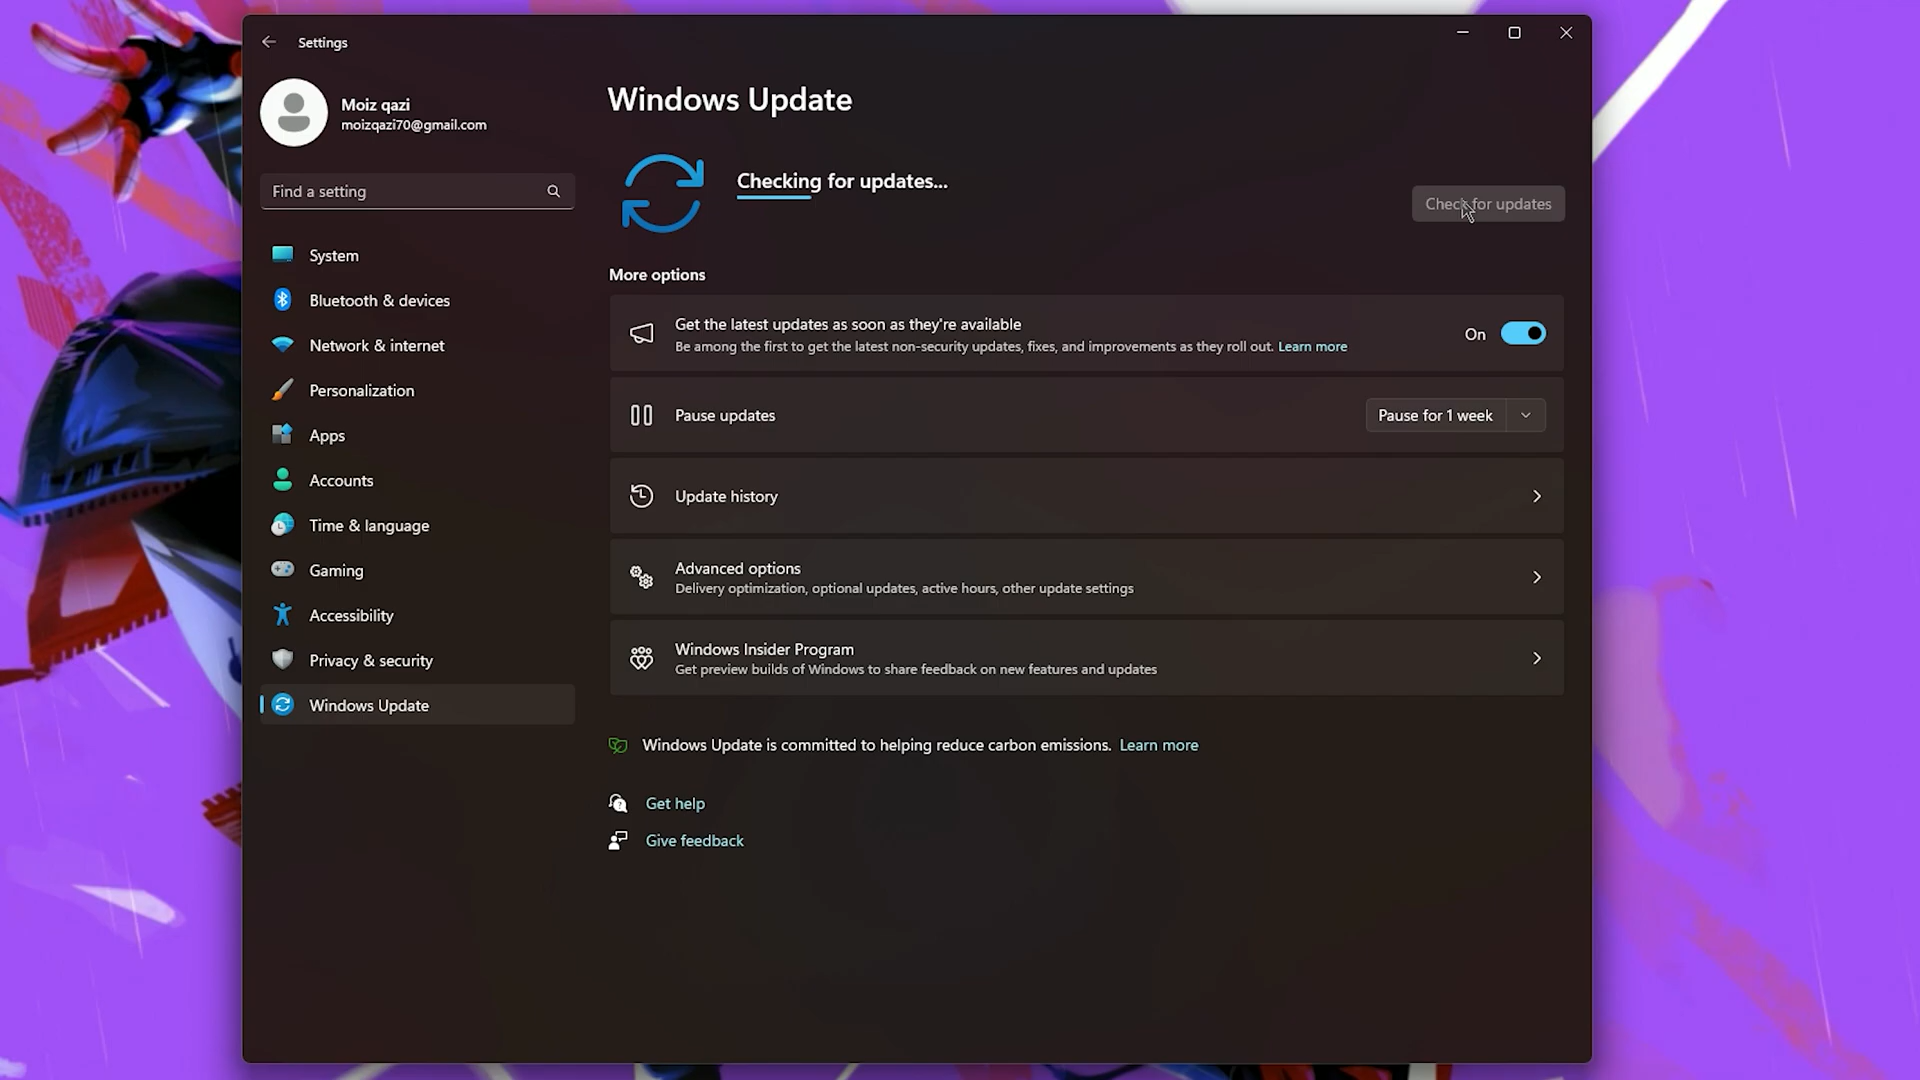 Settings
Moiz qazi
moizqazi70@gmail.com
Find a setting
System
Bluetooth & devices
Network & internet
Personalization
Apps
Accounts
Time & language
Gaming
Accessibility
Privacy & security
Windows Update
Windows Update
Checking for updates...
Check for updates
More options
Get the latest updates as soon as they're available
Be among the first to get the latest non-security updates, fixes, and improvements as they roll out. Learn more
On
Pause updates
Pause for 1 week
Update history
Advanced options
Delivery optimization, optional updates, active hours, other update settings
Windows Insider Program
Get preview builds of Windows to share feedback on new features and updates
Windows Update is committed to helping reduce carbon emissions. Learn more
Get help
Give feedback